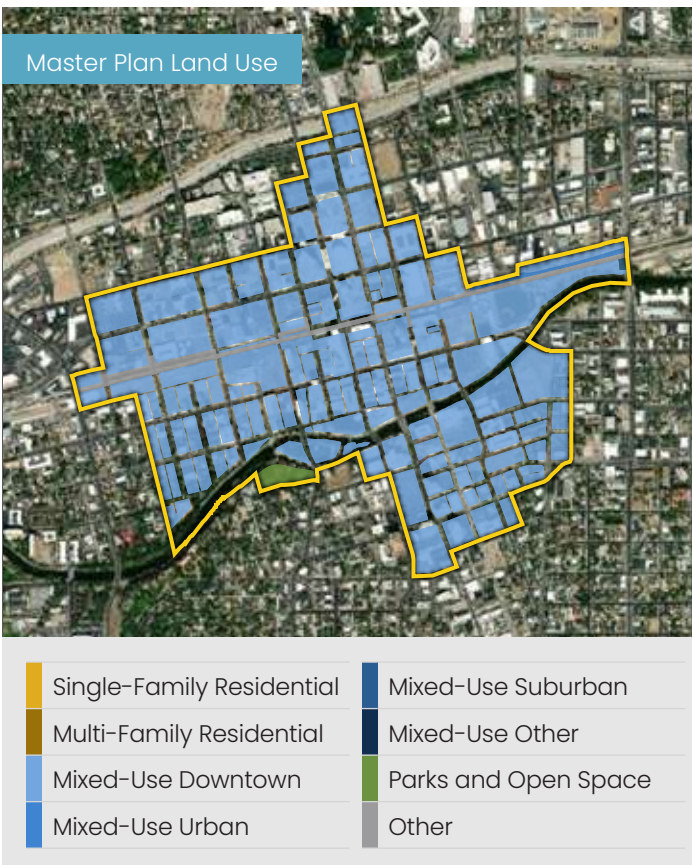 Master Plan Land Use
Single-Family Residential
Multi-Family Residential
Mixed-Use Downtown
Mixed-Use Urban
Mixed-Use Suburban
Mixed-Use Other
Parks and Open Space
Other